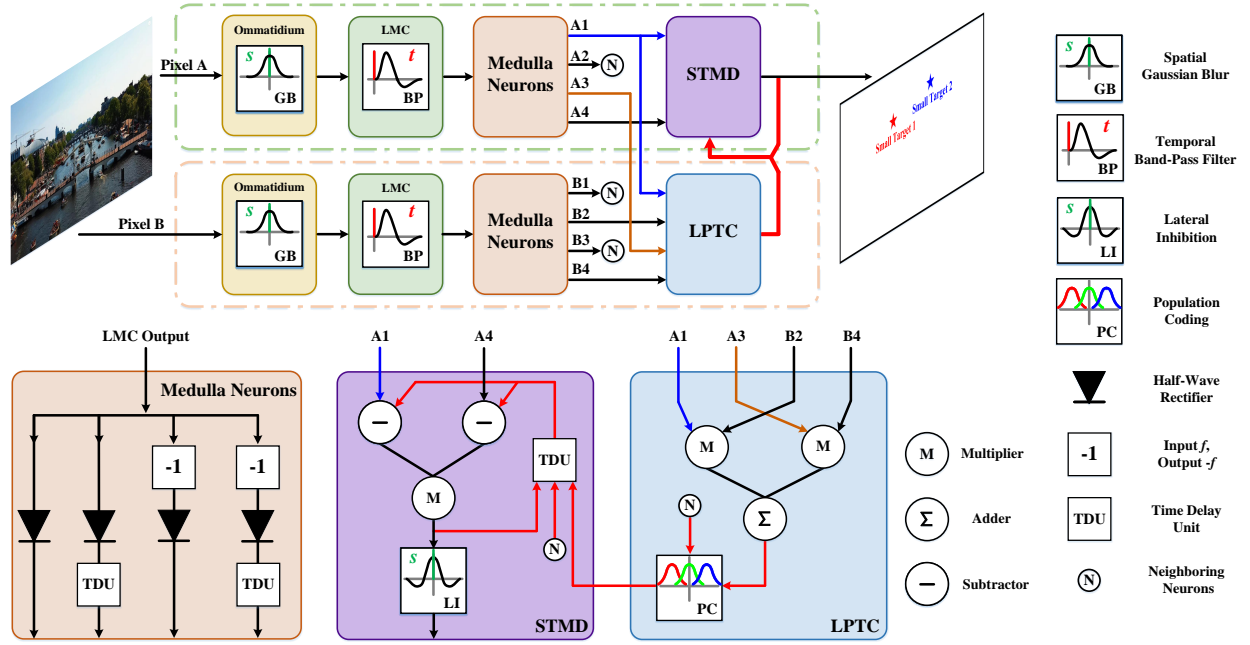 Pixel A
Ommatidium
s
GB
LMC
t
BP
Medulla
Neurons
A1
A2
N
A3
A4
STMD
Small Target 2
Small Target 1
Pixel B
Ommatidium
s
GB
LMC
t
BP
Medulla
Neurons
B1
N
B2
B3
N
B4
LPTC
s
GB
Spatial
Gaussian Blur
t
BP
Temporal
Band-Pass Filter
s
LI
Lateral
Inhibition
PC
Population
Coding
Half-Wave
Rectifier
M
Multiplier
-1
Input f,
Output -f
Σ
Adder
TDU
Time Delay
Unit
−
Subtractor
N
Neighboring
Neurons
LMC Output
Medulla Neurons
-1
-1
TDU
TDU
A1
A4
−
−
TDU
M
N
s
LI
STMD
A1
A3
B2
B4
M
M
N
Σ
PC
LPTC